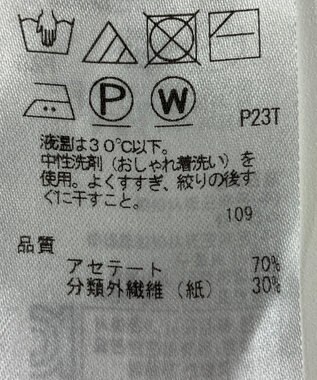 P W
P23T
液温は30℃以下。
中性洗剤（おしゃれ着洗い）を
使用。よくすすぎ、絞りの後す
ぐに干すこと。
109
品質
アセテート 70%
分類外繊維（紙） 30%